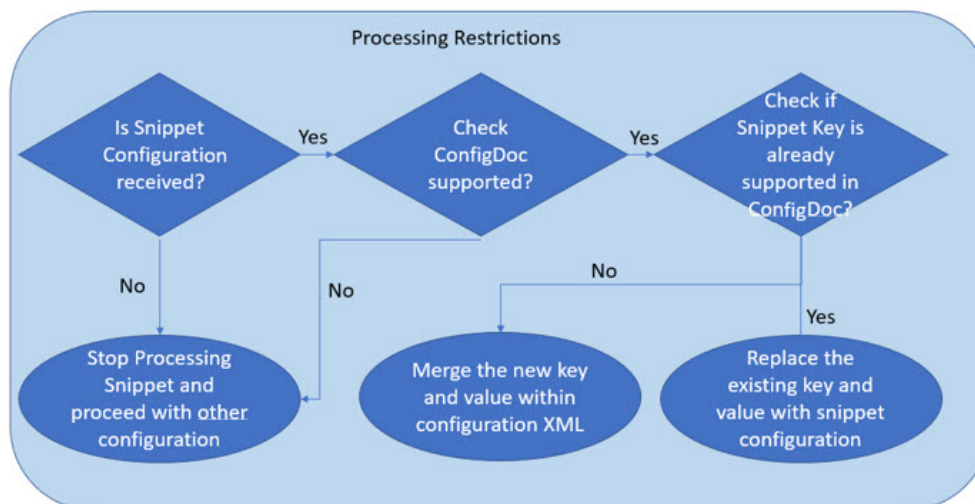 Processing Restrictions
Is Snippet
Configuration
received?
Yes
Check
ConfigDoc
supported?
Yes
Check if
Snippet Key is
already
supported in
ConfigDoc?
No
No
No
Yes
Stop Processing
Snippet and
proceed with other
configuration
Merge the new key
and value within
configuration XML
Replace the
existing key and
value with snippet
configuration